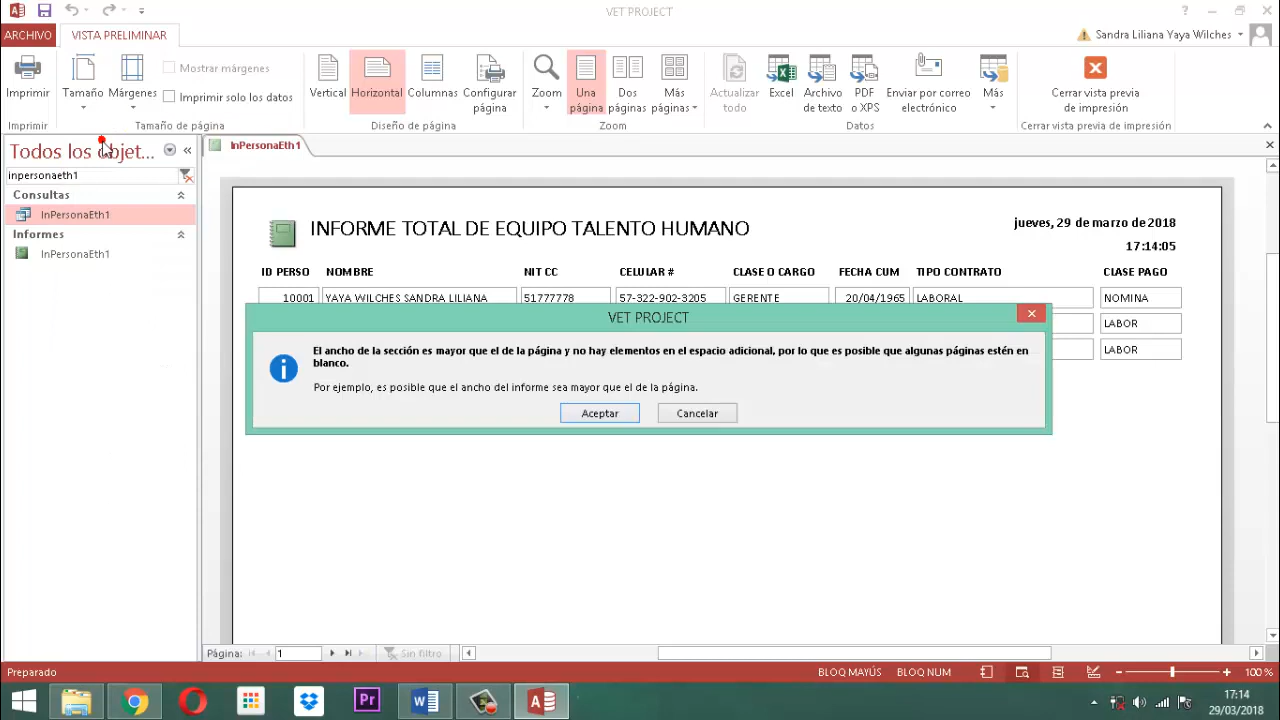 VET PROJECT
?
ARCHIVO
VISTA PRELIMINAR
Sandra Liliana Yaya Wilches
Imprimir
Tamaño
Márgenes
Mostrar márgenes
Imprimir solo los datos
Vertical
Horizontal
Columnas
Configurar
página
Zoom
Una
página
Dos
páginas
Más
páginas
Actualizar
todo
Excel
Archivo
de texto
PDF
o XPS
Enviar por correo
electrónico
Más
Cerrar vista previa
de impresión
Imprimir
Tamaño de página
Diseño de página
Zoom
Datos
Cerrar vista previa de impresión
Todos los objet...
inpersonaeth1
Consultas
InPersonaEth1
Informes
InPersonaEth1
InPersonaEth1
INFORME TOTAL DE EQUIPO TALENTO HUMANO
jueves, 29 de marzo de 2018
17:14:05
ID PERSO NOMBRE NIT CC CELULAR # CLASE O CARGO FECHA CUM TIPO CONTRATO CLASE PAGO
10001 YAYA WILCHES SANDRA LILIANA 51777778 57-322-902-3205 GERENTE 20/04/1965 LABORAL NOMINA
LABOR
LABOR
VET PROJECT
El ancho de la sección es mayor que el de la página y no hay elementos en el espacio adicional, por lo que es posible que algunas páginas estén en
blanco.
Por ejemplo, es posible que el ancho del informe sea mayor que el de la página.
Aceptar
Cancelar
Página: 1
Sin filtro
Preparado
BLOQ MAYÚS
BLOQ NUM
100 %
Pr
17:14
29/03/2018